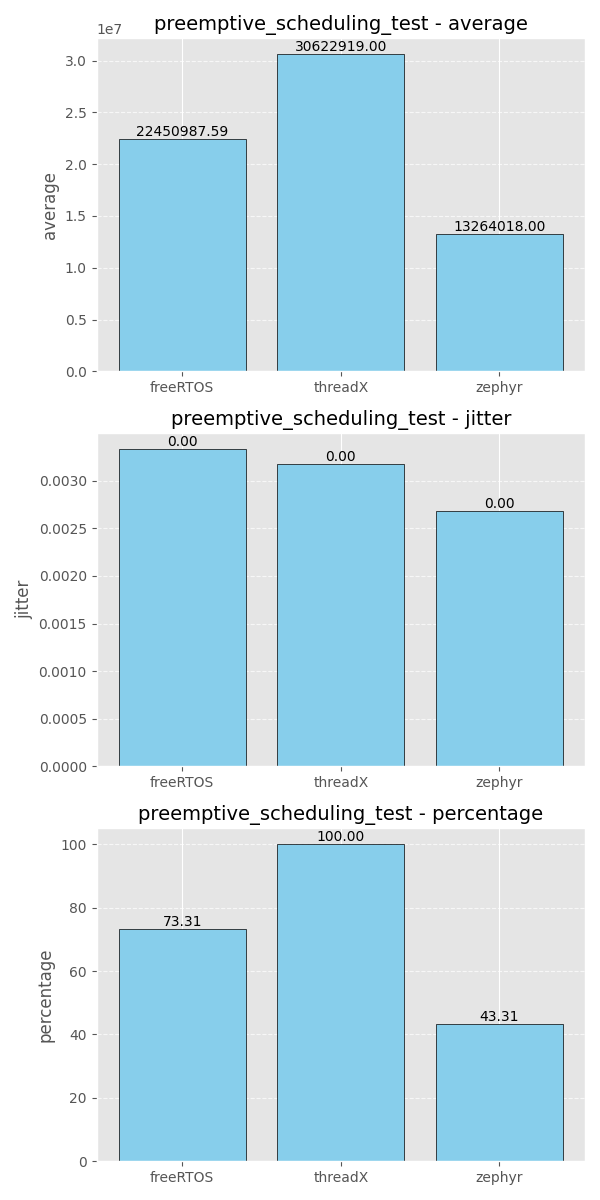 preemptive_scheduling_test - average
1e7
3.0
2.5
2.0
1.5
1.0
0.5
0.0
average
22450987.59
30622919.00
13264018.00
freeRTOS threadX zephyr
preemptive_scheduling_test - jitter
0.0030
0.0025
0.0020
0.0015
0.0010
0.0005
0.0000
jitter
0.00
0.00
0.00
freeRTOS threadX zephyr
preemptive_scheduling_test - percentage
100
80
60
40
20
0
percentage
73.31
100.00
43.31
freeRTOS threadX zephyr